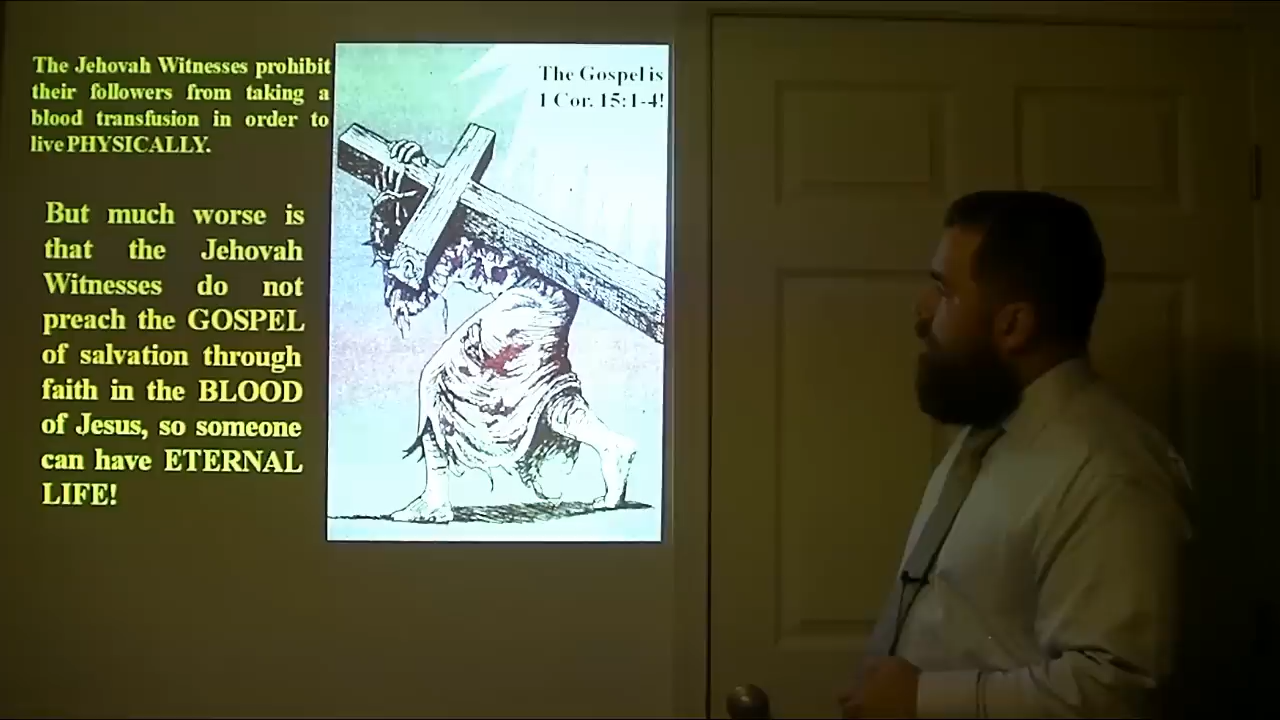 The Jehovah Witnesses prohibit
their followers from taking a
blood transfusion in order to
live PHYSICALLY.
But much worse is
that the Jehovah
Witnesses do not
preach the GOSPEL
of salvation through
faith in the BLOOD
of Jesus, so someone
can have ETERNAL
LIFE!
The Gospel is
1 Cor. 15:1-4!